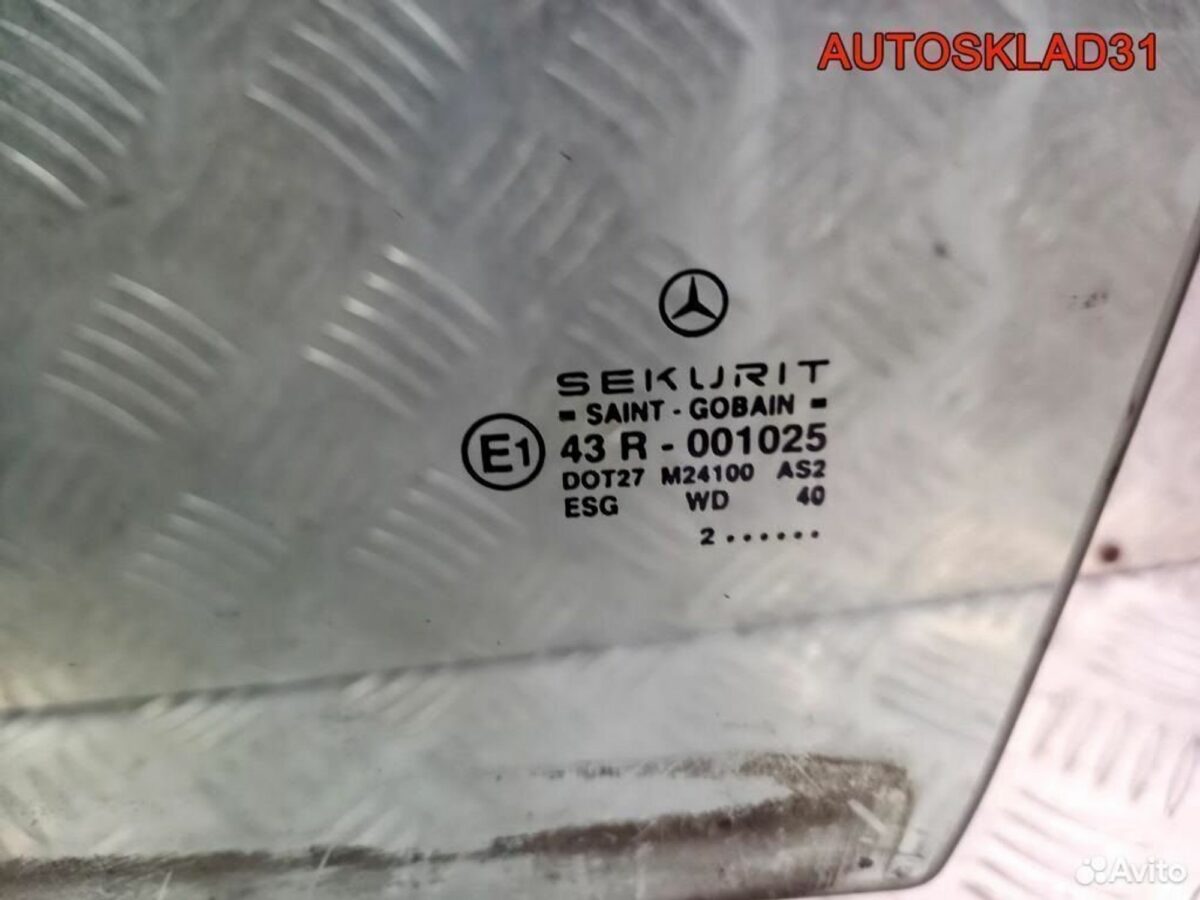 AUTOSKLAD31
SEKURIT
- SAINT - GOBAIN -
E1
43 R - 001025
DOT27 M24100 AS2
ESG WD 40
2 ......
Avito